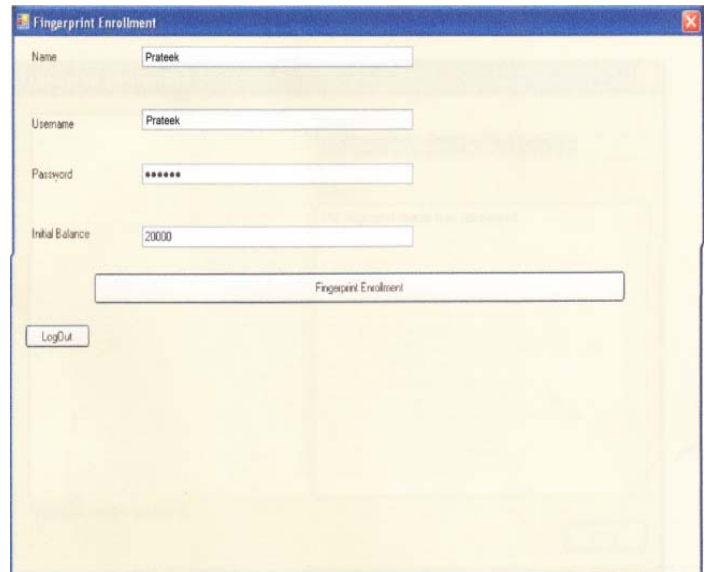 Fingerprint Enrollment
Name Prateek
Username Prateek
Password ••••••
Initial Balance 20000
Fingerprint Enrollment
LogOut